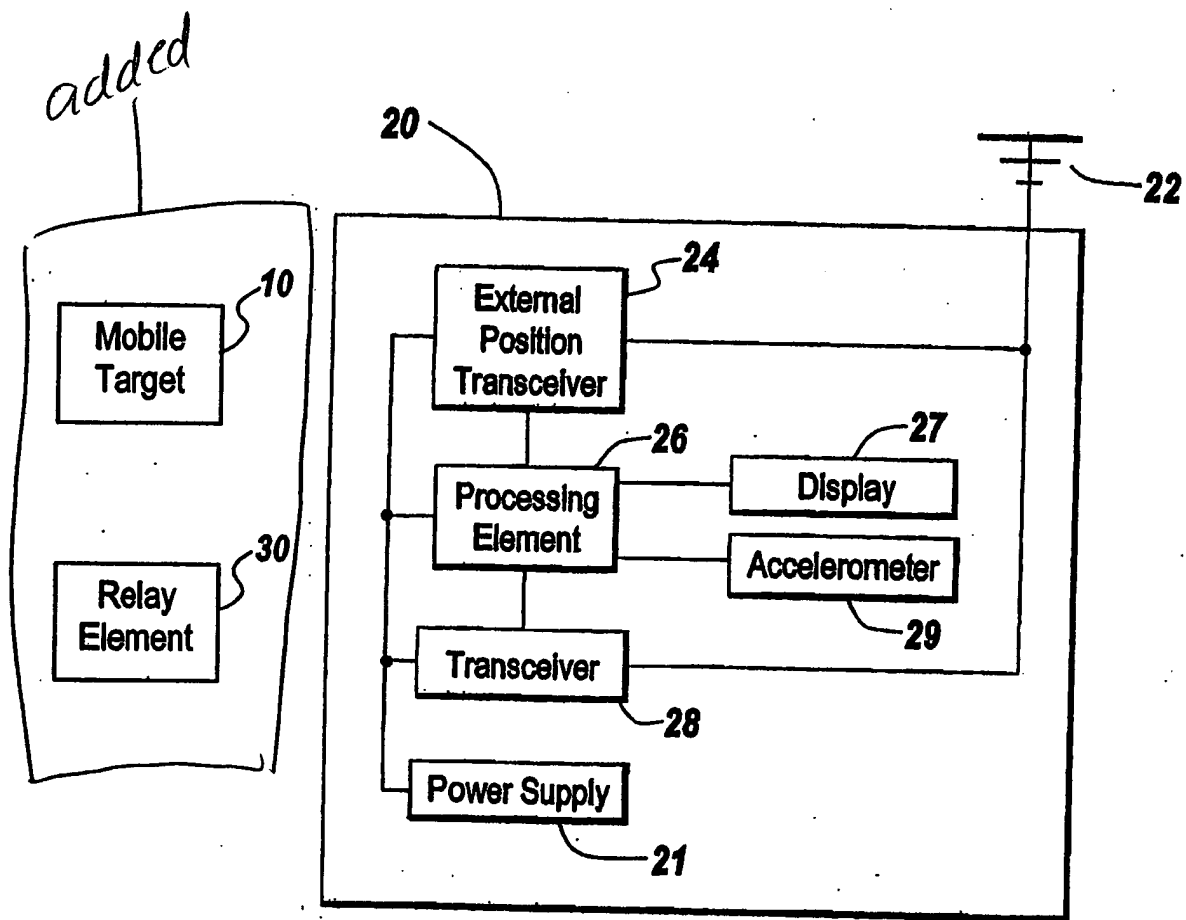 added
20
22
24
External
Position
Transceiver
10
Mobile
Target
26
Processing
Element
27
Display
30
Relay
Element
Accelerometer
29
Transceiver
28
Power Supply
21